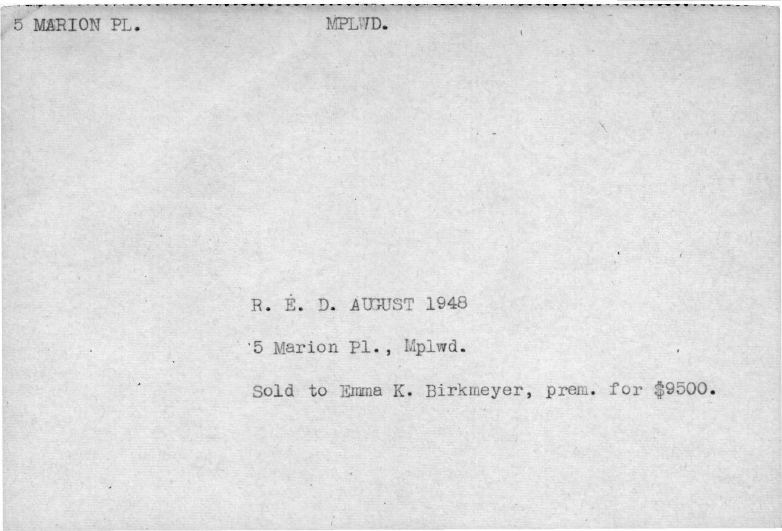 5 MARION PL. MPLWD.
R. E. D. AUGUST 1948
5 Marion Pl., Mplwd.
Sold to Emma K. Birkmeyer, prem. for $9500.